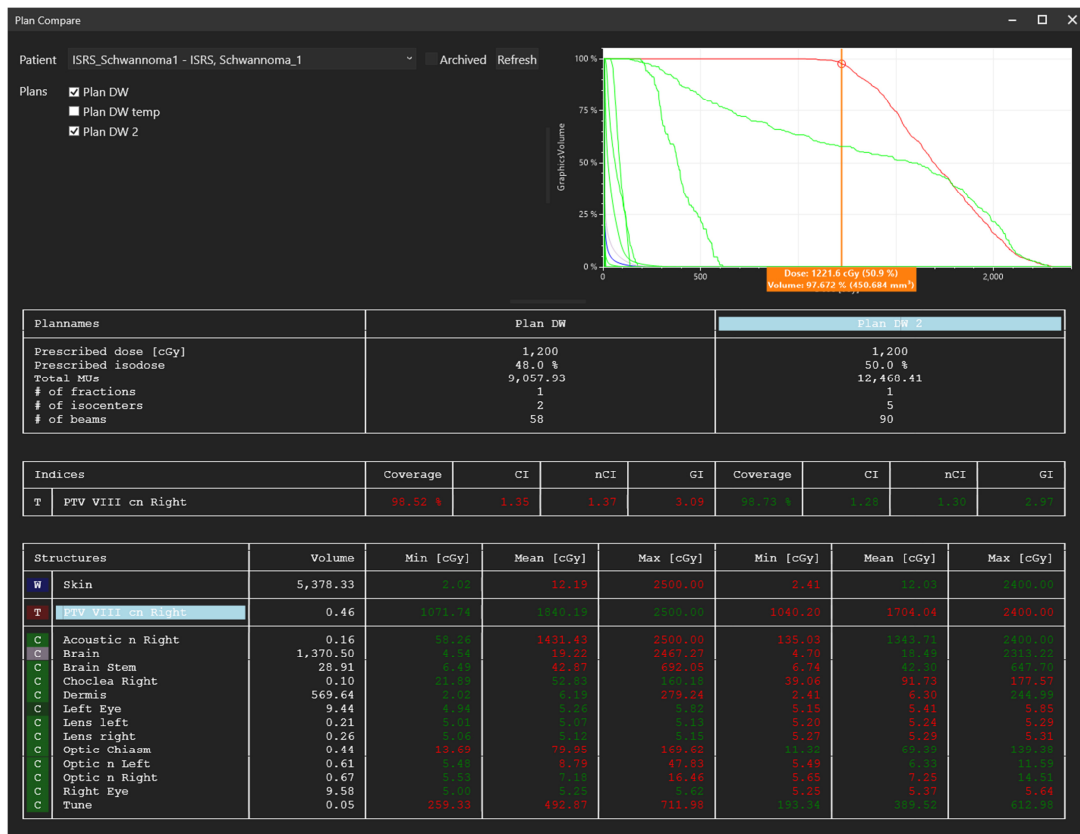 Plan Compare
Patient ISRS_Schwannoma1 - ISRS, Schwannoma_1 Archived Refresh
Plans Plan DW
Plan DW temp
Plan DW 2
GraphicsVolume
100 %
75 %
50 %
25 %
0 %
0 500 2,000
Dose: 1221.6 cGy (50.9 %)
Volume: 97.672 % (450.684 mm³)
Plannames Plan DW Plan DW 2
Prescribed dose [cGy] 1,200 1,200
Prescribed isodose 48.0 % 50.0 %
Total MUs 9,057.93 12,468.41
# of fractions 1 1
# of isocenters 2 5
# of beams 58 90
Indices Coverage CI nCI GI Coverage CI nCI GI
T PTV VIII cn Right 98.52 % 1.35 1.37 3.09 98.73 % 1.28 1.30 2.97
Structures Volume Min [cGy] Mean [cGy] Max [cGy] Min [cGy] Mean [cGy] Max [cGy]
W Skin 5,378.33 2.02 12.19 2500.00 2.41 12.03 2400.00
T PTV VIII cn Right 0.46 1071.74 1840.19 2500.00 1040.20 1704.04 2400.00
C Acoustic n Right 0.16 58.26 1431.43 2500.00 135.03 1343.71 2400.00
C Brain 1,370.50 4.54 19.22 2467.27 4.70 18.49 2313.22
C Brain Stem 28.91 6.49 42.87 692.05 6.74 42.30 647.70
C Choclea Right 0.10 21.89 52.83 160.18 39.06 91.73 177.57
C Dermis 569.64 2.02 6.19 279.24 2.41 6.30 244.99
C Left Eye 9.44 4.94 5.26 5.82 5.15 5.41 5.85
C Lens left 0.21 5.01 5.07 5.13 5.20 5.24 5.29
C Lens right 0.26 5.06 5.12 5.15 5.27 5.29 5.31
C Optic Chiasm 0.44 13.69 79.95 169.62 11.32 69.39 139.38
C Optic n Left 0.61 5.48 8.79 47.83 5.49 6.33 11.59
C Optic n Right 0.67 5.53 7.18 16.46 5.65 7.25 14.51
C Right Eye 9.58 5.00 5.25 5.62 5.25 5.37 5.64
C Tune 0.05 259.33 492.87 711.98 193.34 389.52 612.98